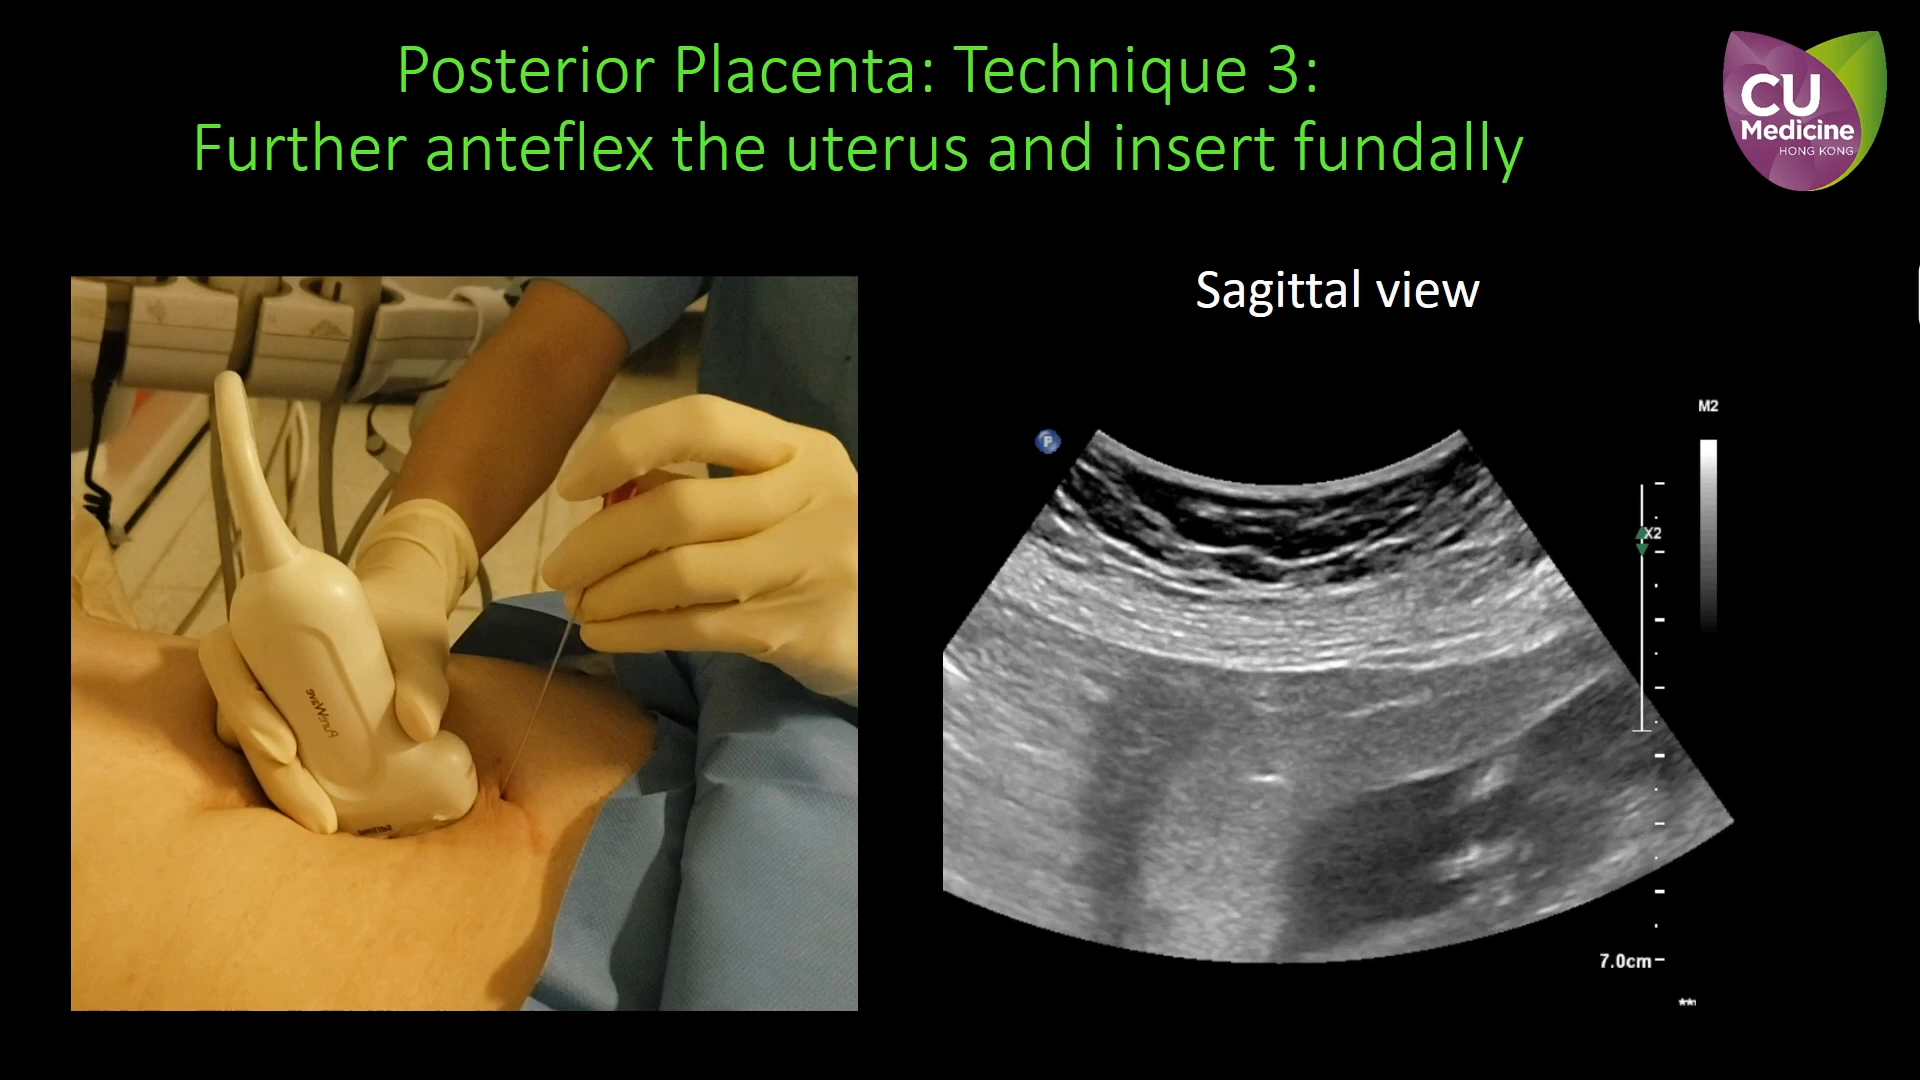 Posterior Placenta: Technique 3:
Further anteflex the uterus and insert fundally
CU
Medicine
HONG KONG
Sagittal view
M2
P
X2
PureWave
7.0cm
**